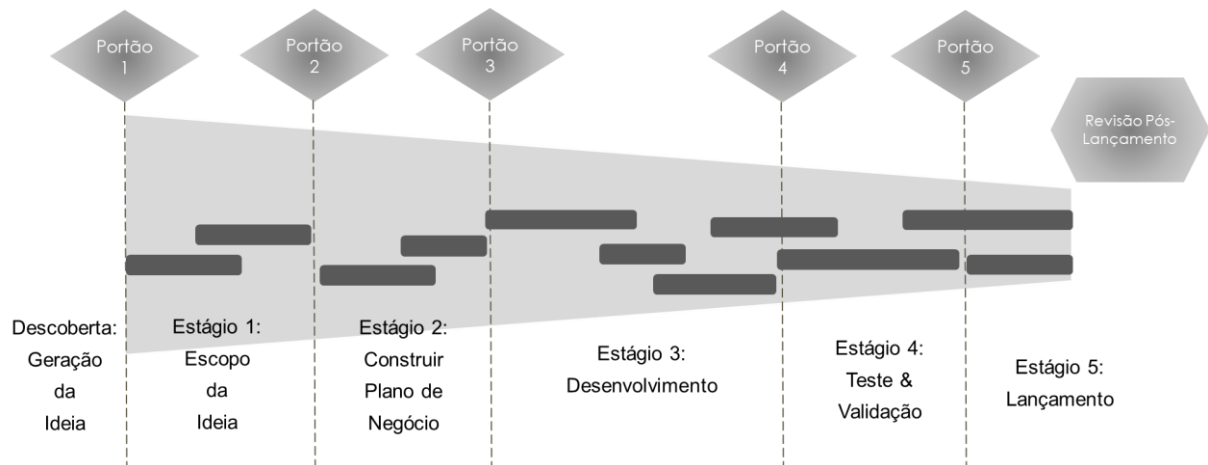 Portão
1
Portão
2
Portão
3
Portão
4
Portão
5
Revisão Pós-
Lançamento
Descoberta:
Geração
da
Ideia
Estágio 1:
Escopo
da
Ideia
Estágio 2:
Construir
Plano de
Negócio
Estágio 3:
Desenvolvimento
Estágio 4:
Teste &
Validação
Estágio 5:
Lançamento